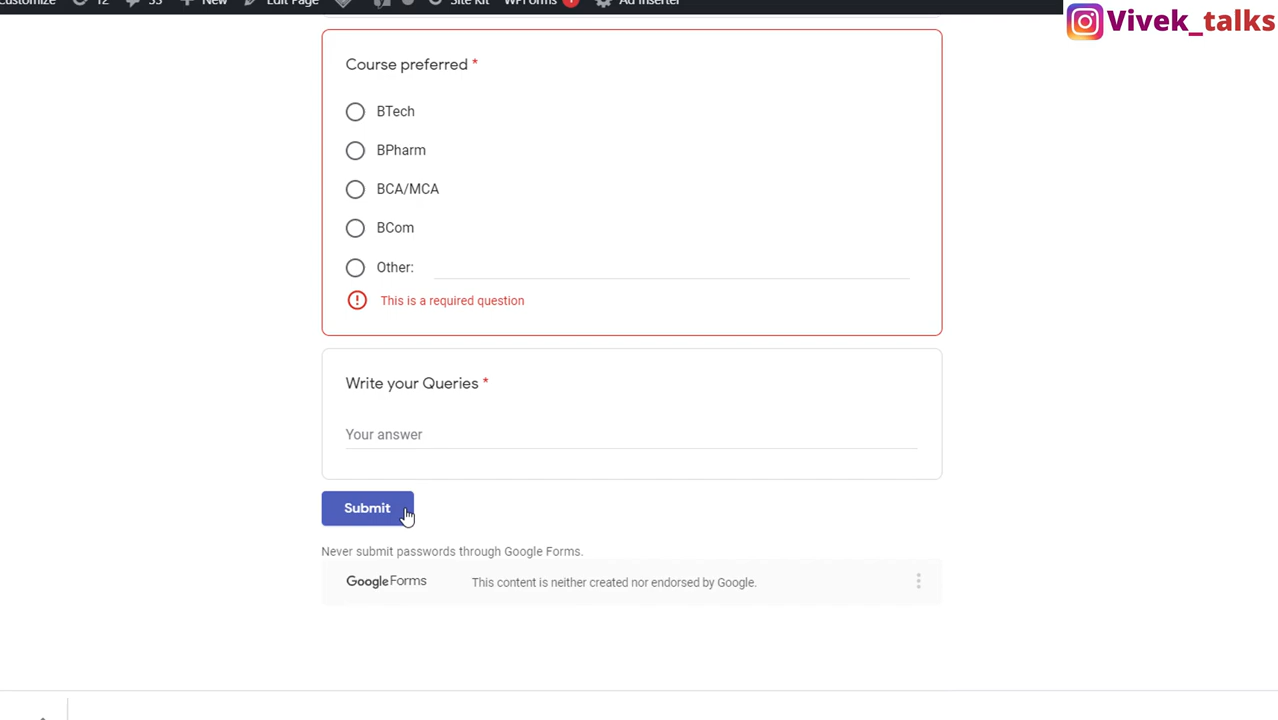 Customize 12 33 New Edit Page Site Kit WPForms 1 Ad Inserter
Vivek_talks
Course preferred *
BTech
BPharm
BCA/MCA
BCom
Other:
This is a required question
Write your Queries *
Your answer
Submit
Never submit passwords through Google Forms.
Google Forms This content is neither created nor endorsed by Google.